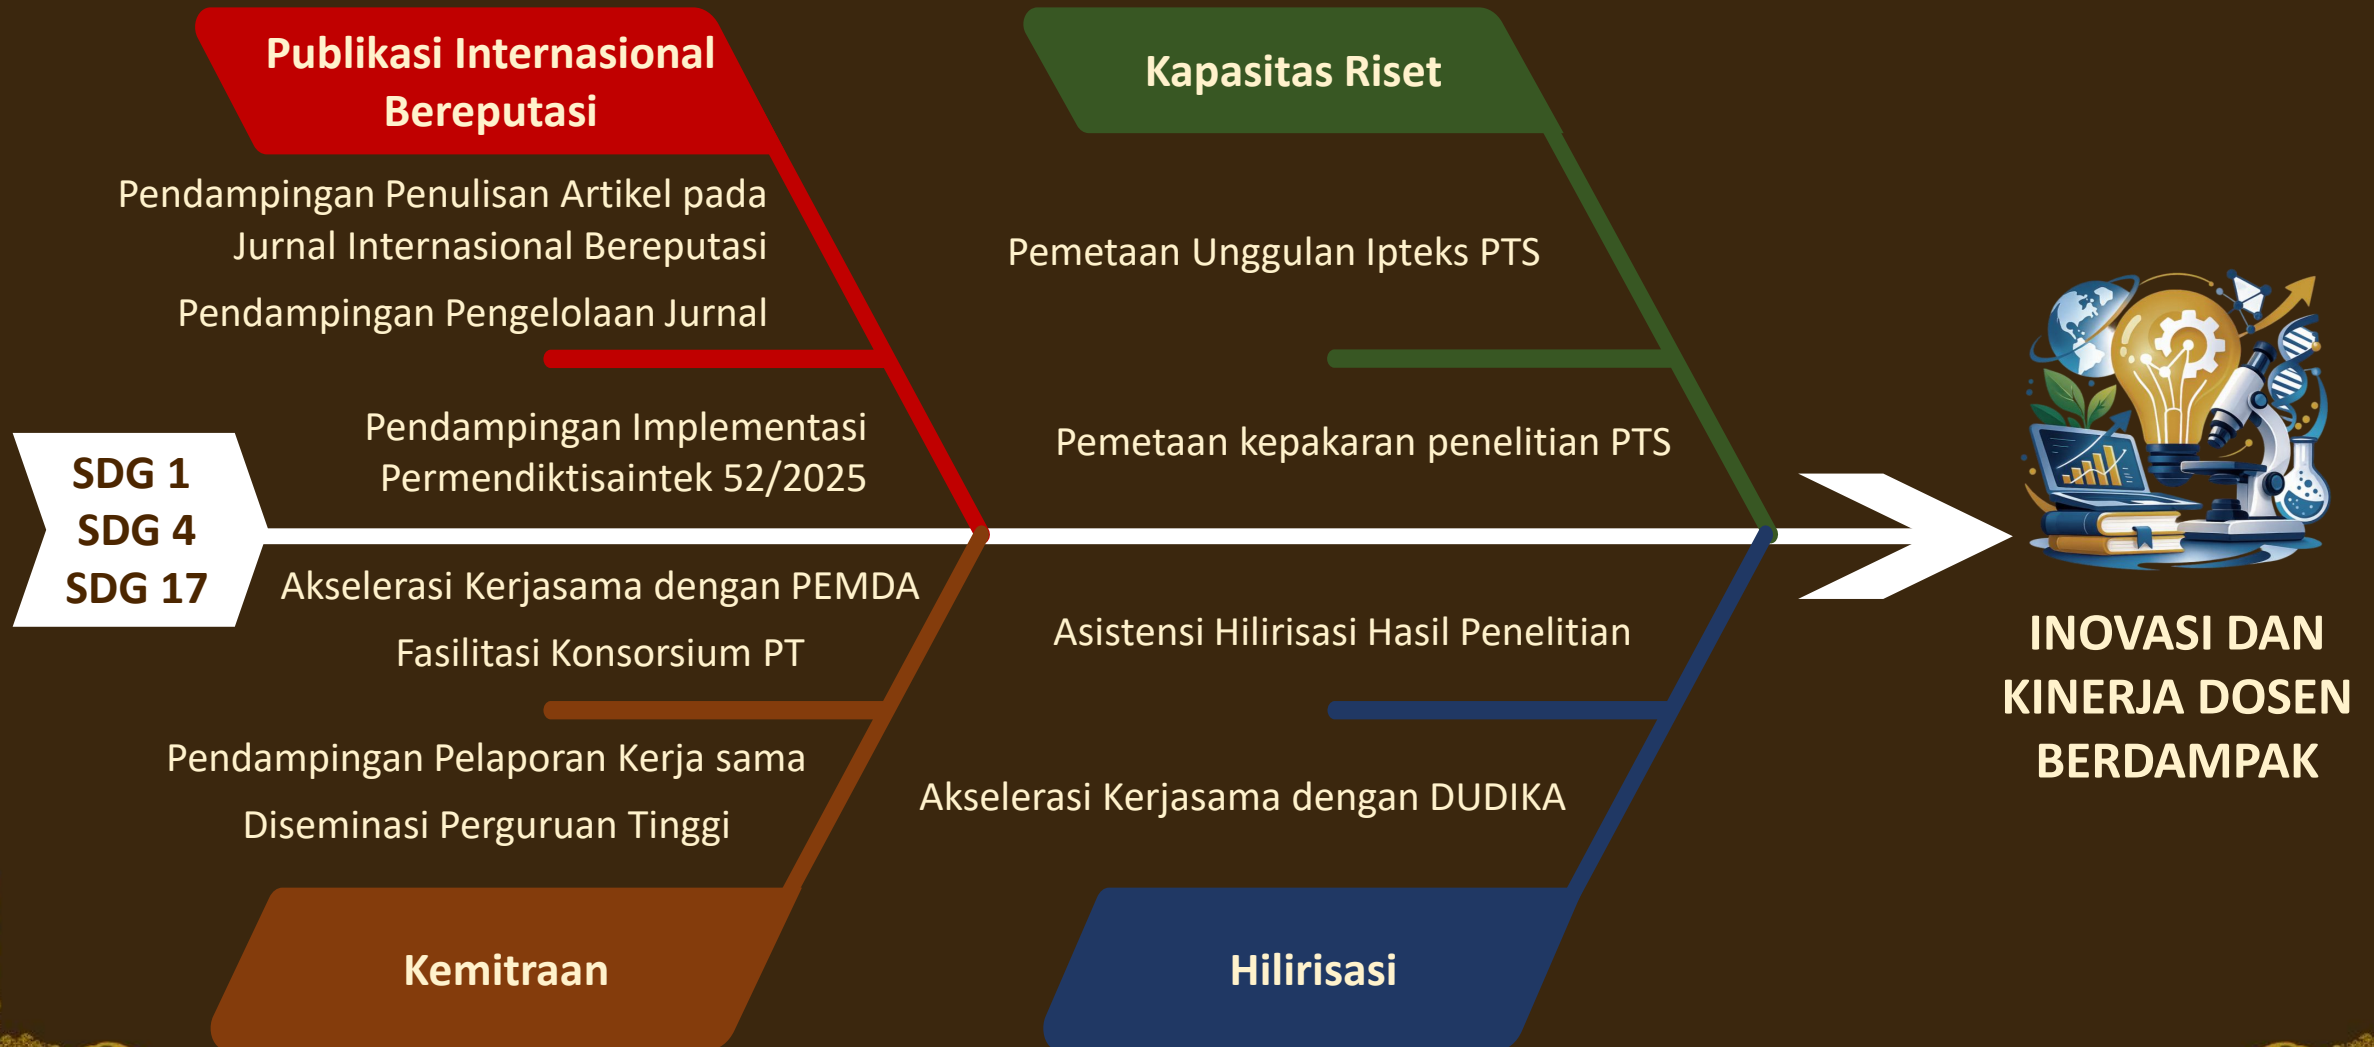 Publikasi Internasional
Bereputasi
Pendampingan Penulisan Artikel pada
Jurnal Internasional Bereputasi
Pendampingan Pengelolaan Jurnal
Pendampingan Implementasi
Permendiktisaintek 52/2025
Kapasitas Riset
Pemetaan Unggulan Ipteks PTS
Pemetaan kepakaran penelitian PTS
SDG 1
SDG 4
SDG 17
Akselerasi Kerjasama dengan PEMDA
Fasilitasi Konsorsium PT
Pendampingan Pelaporan Kerja sama
Diseminasi Perguruan Tinggi
Kemitraan
Asistensi Hilirisasi Hasil Penelitian
Akselerasi Kerjasama dengan DUDIKA
Hilirisasi
INOVASI DAN
KINERJA DOSEN
BERDAMPAK